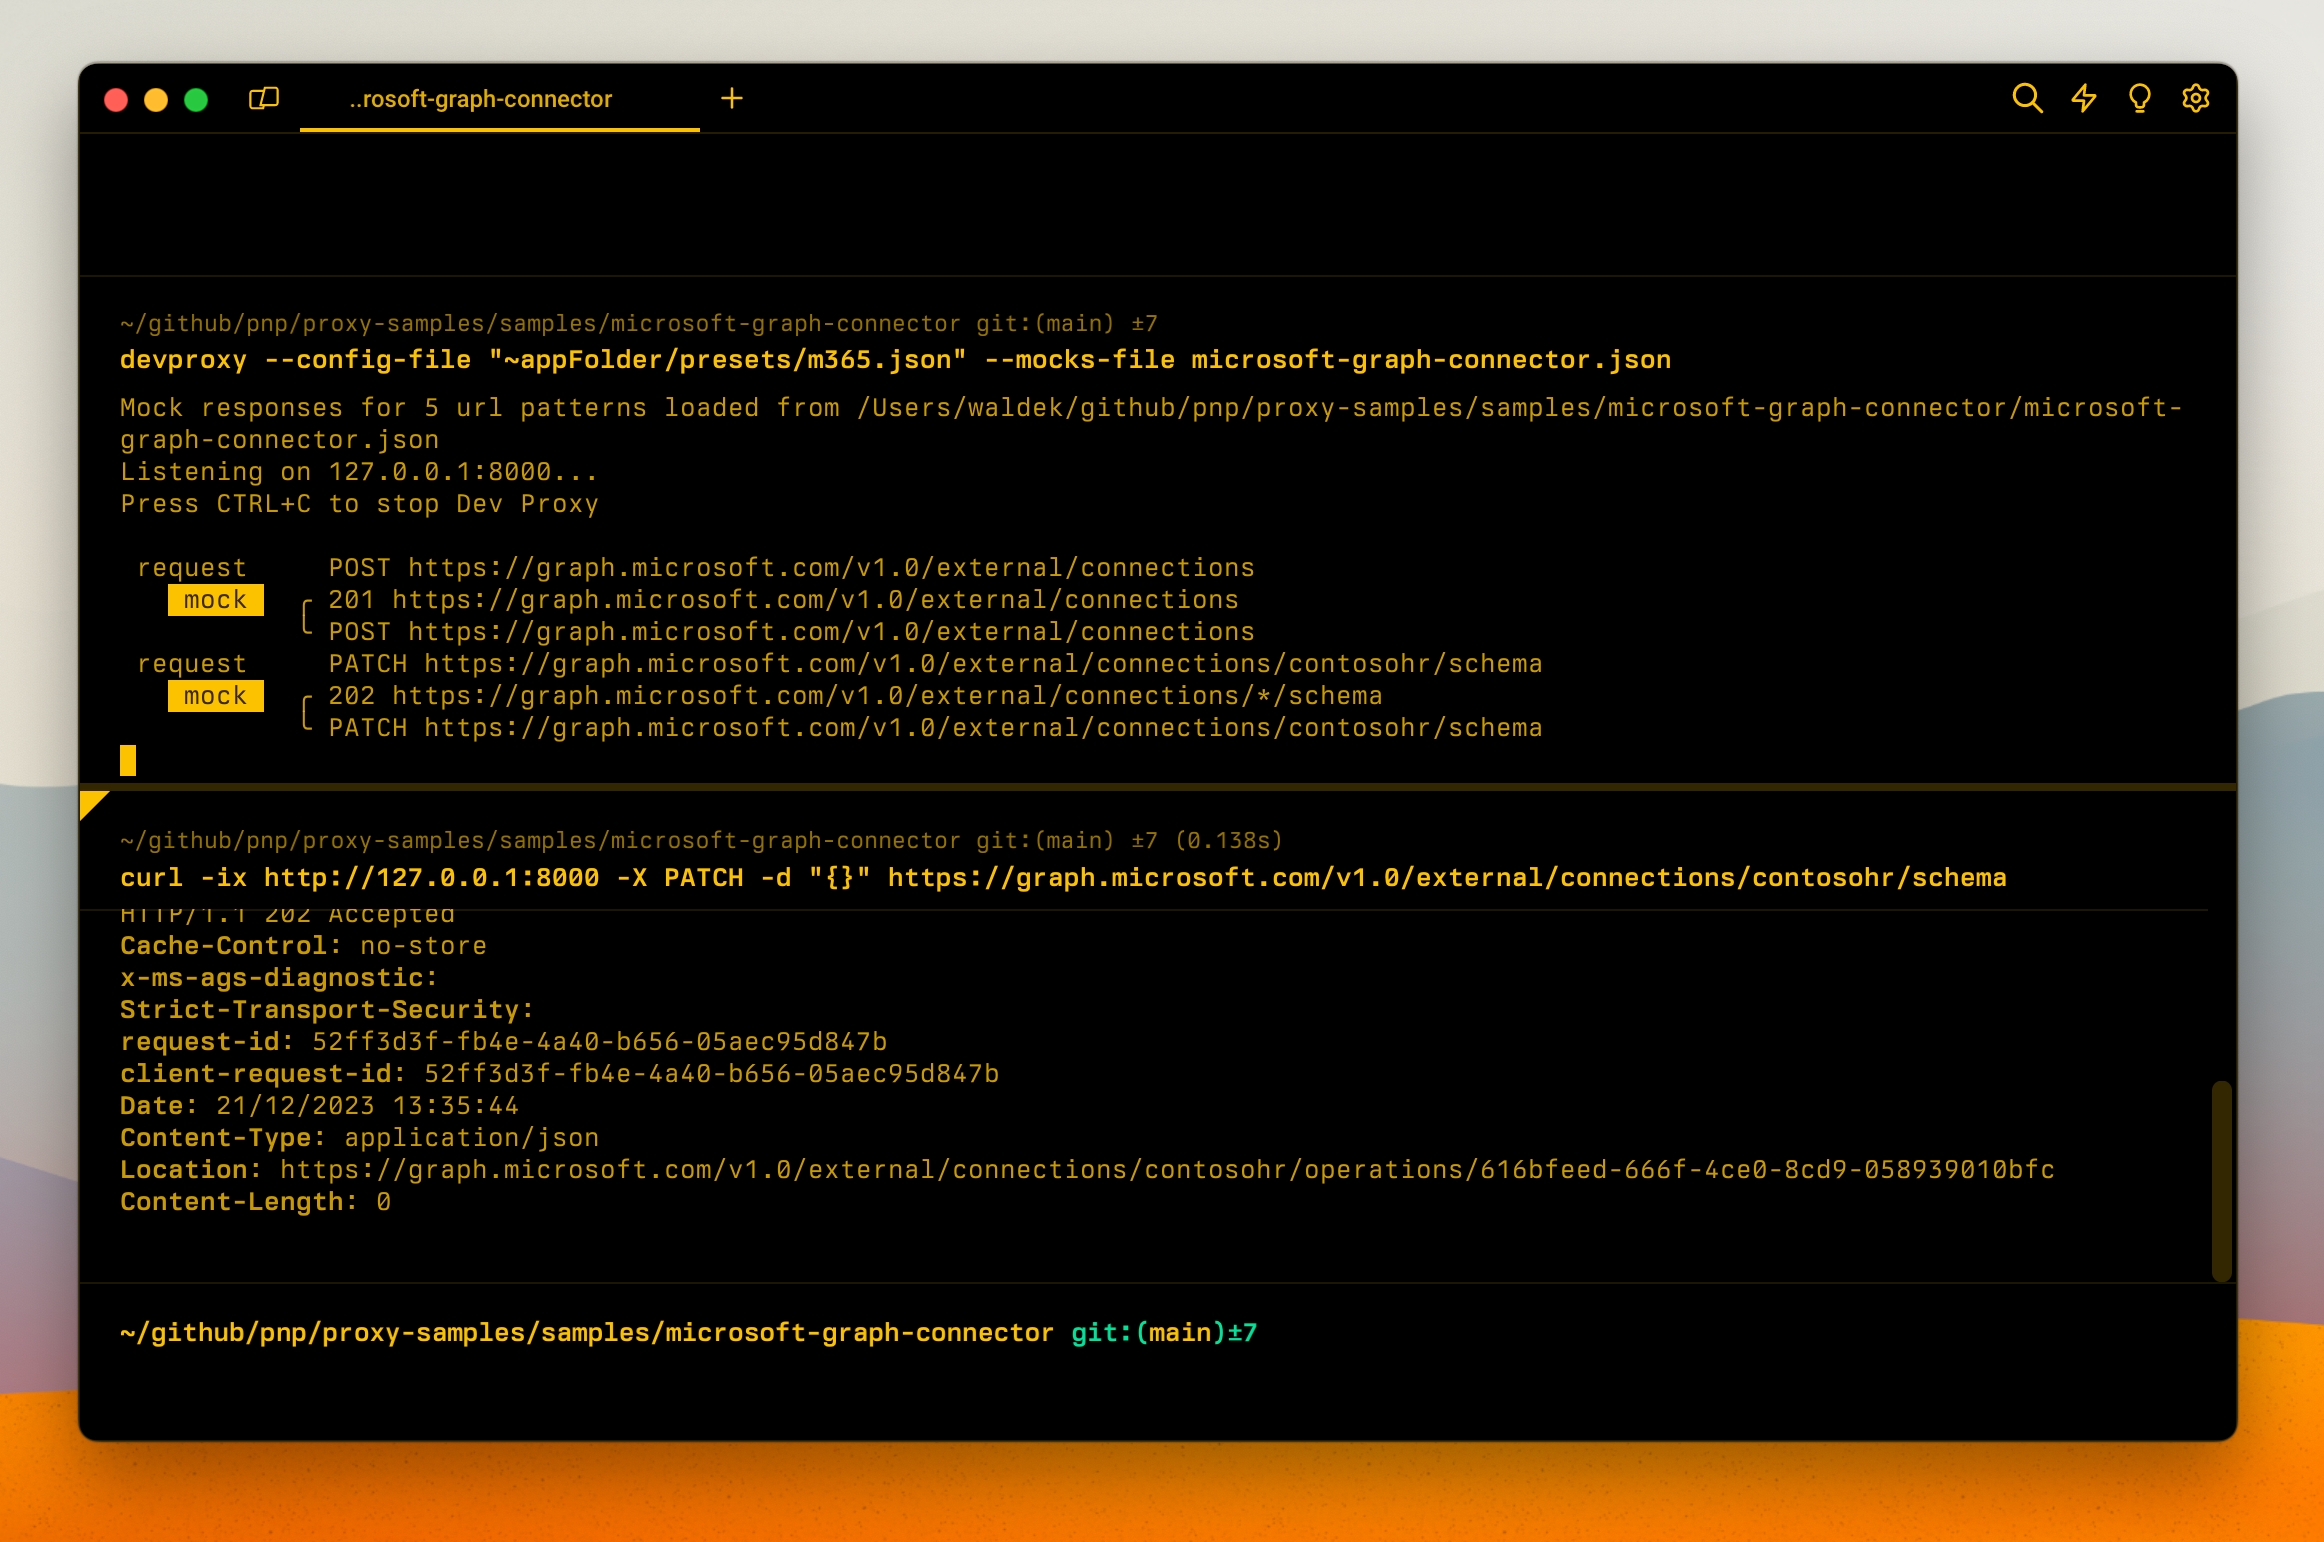 ..rosoft-graph-connector
~/github/pnp/proxy-samples/samples/microsoft-graph-connector git:(main) ±7
devproxy --config-file "~appFolder/presets/m365.json" --mocks-file microsoft-graph-connector.json
Mock responses for 5 url patterns loaded from /Users/waldek/github/pnp/proxy-samples/samples/microsoft-graph-connector/microsoft-
graph-connector.json
Listening on 127.0.0.1:8000...
Press CTRL+C to stop Dev Proxy
request POST https://graph.microsoft.com/v1.0/external/connections
mock 201 https://graph.microsoft.com/v1.0/external/connections
POST https://graph.microsoft.com/v1.0/external/connections
request PATCH https://graph.microsoft.com/v1.0/external/connections/contosohr/schema
mock 202 https://graph.microsoft.com/v1.0/external/connections/*/schema
PATCH https://graph.microsoft.com/v1.0/external/connections/contosohr/schema
~/github/pnp/proxy-samples/samples/microsoft-graph-connector git:(main) ±7 (0.138s)
curl -ix http://127.0.0.1:8000 -X PATCH -d "{}" https://graph.microsoft.com/v1.0/external/connections/contosohr/schema
HTTP/1.1 202 Accepted
Cache-Control: no-store
x-ms-ags-diagnostic:
Strict-Transport-Security:
request-id: 52ff3d3f-fb4e-4a40-b656-05aec95d847b
client-request-id: 52ff3d3f-fb4e-4a40-b656-05aec95d847b
Date: 21/12/2023 13:35:44
Content-Type: application/json
Location: https://graph.microsoft.com/v1.0/external/connections/contosohr/operations/616bfeed-666f-4ce0-8cd9-058939010bfc
Content-Length: 0
~/github/pnp/proxy-samples/samples/microsoft-graph-connector git:(main)±7